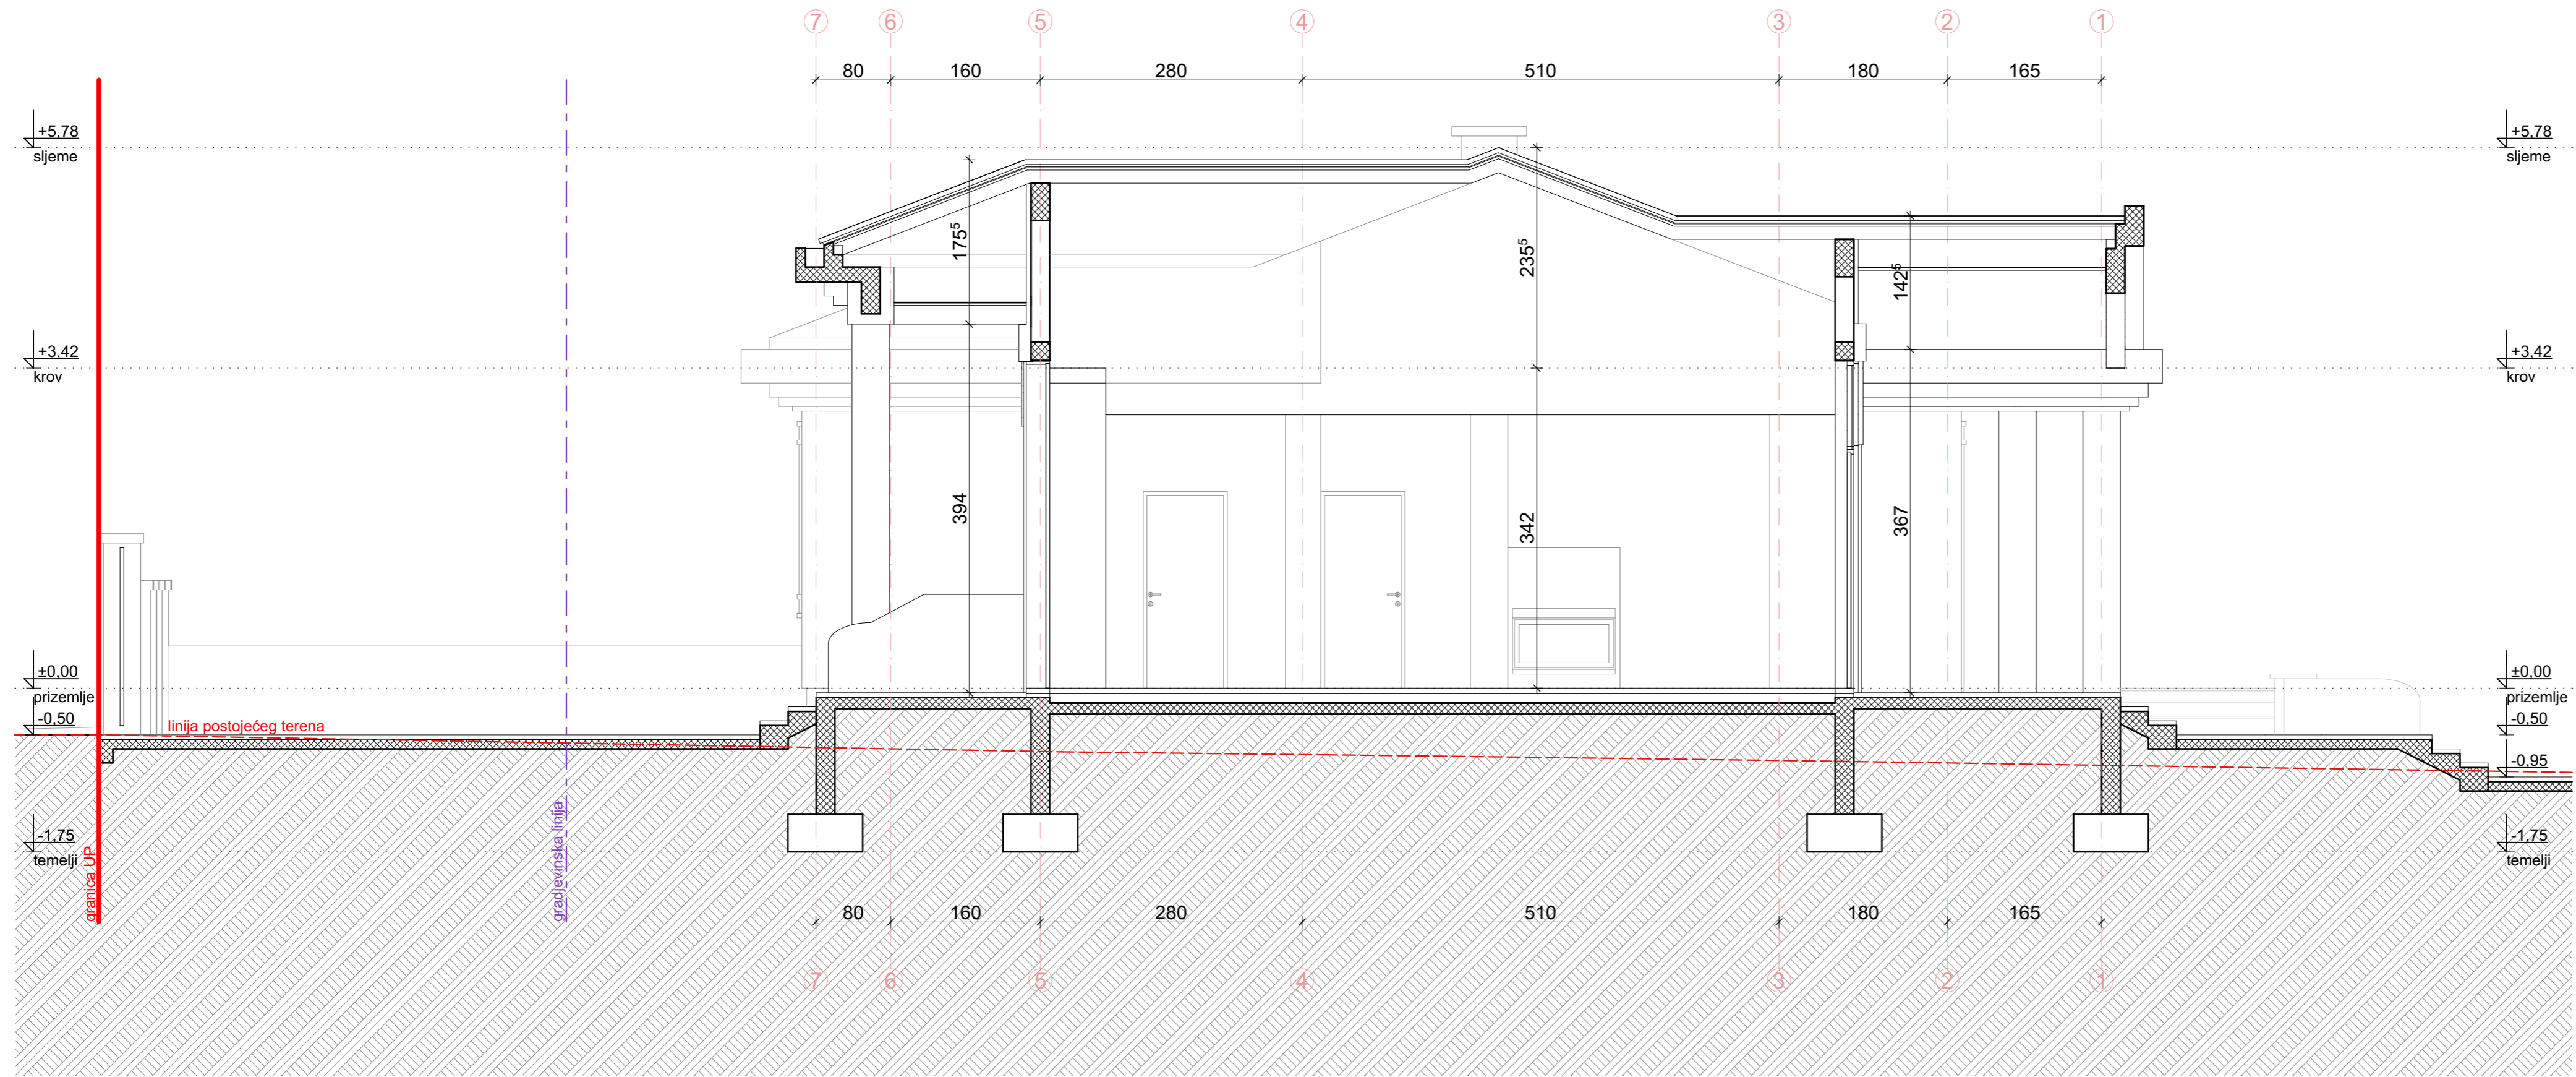 7 6 5 4 3 2 1
80 160 280 510 180 165
+5,78
sljeme
+5,78
sljeme
175⁵
235⁵
142⁵
+3,42
krov
+3,42
krov
394
342
367
±0,00
prizemlje
-0,50
±0,00
prizemlje
-0,50
linija postojećeg terena
-0,95
-1,75
temelji
-1,75
temelji
granica UP
gradjevinska linija
80 160 280 510 180 165
7 6 5 4 3 2 1